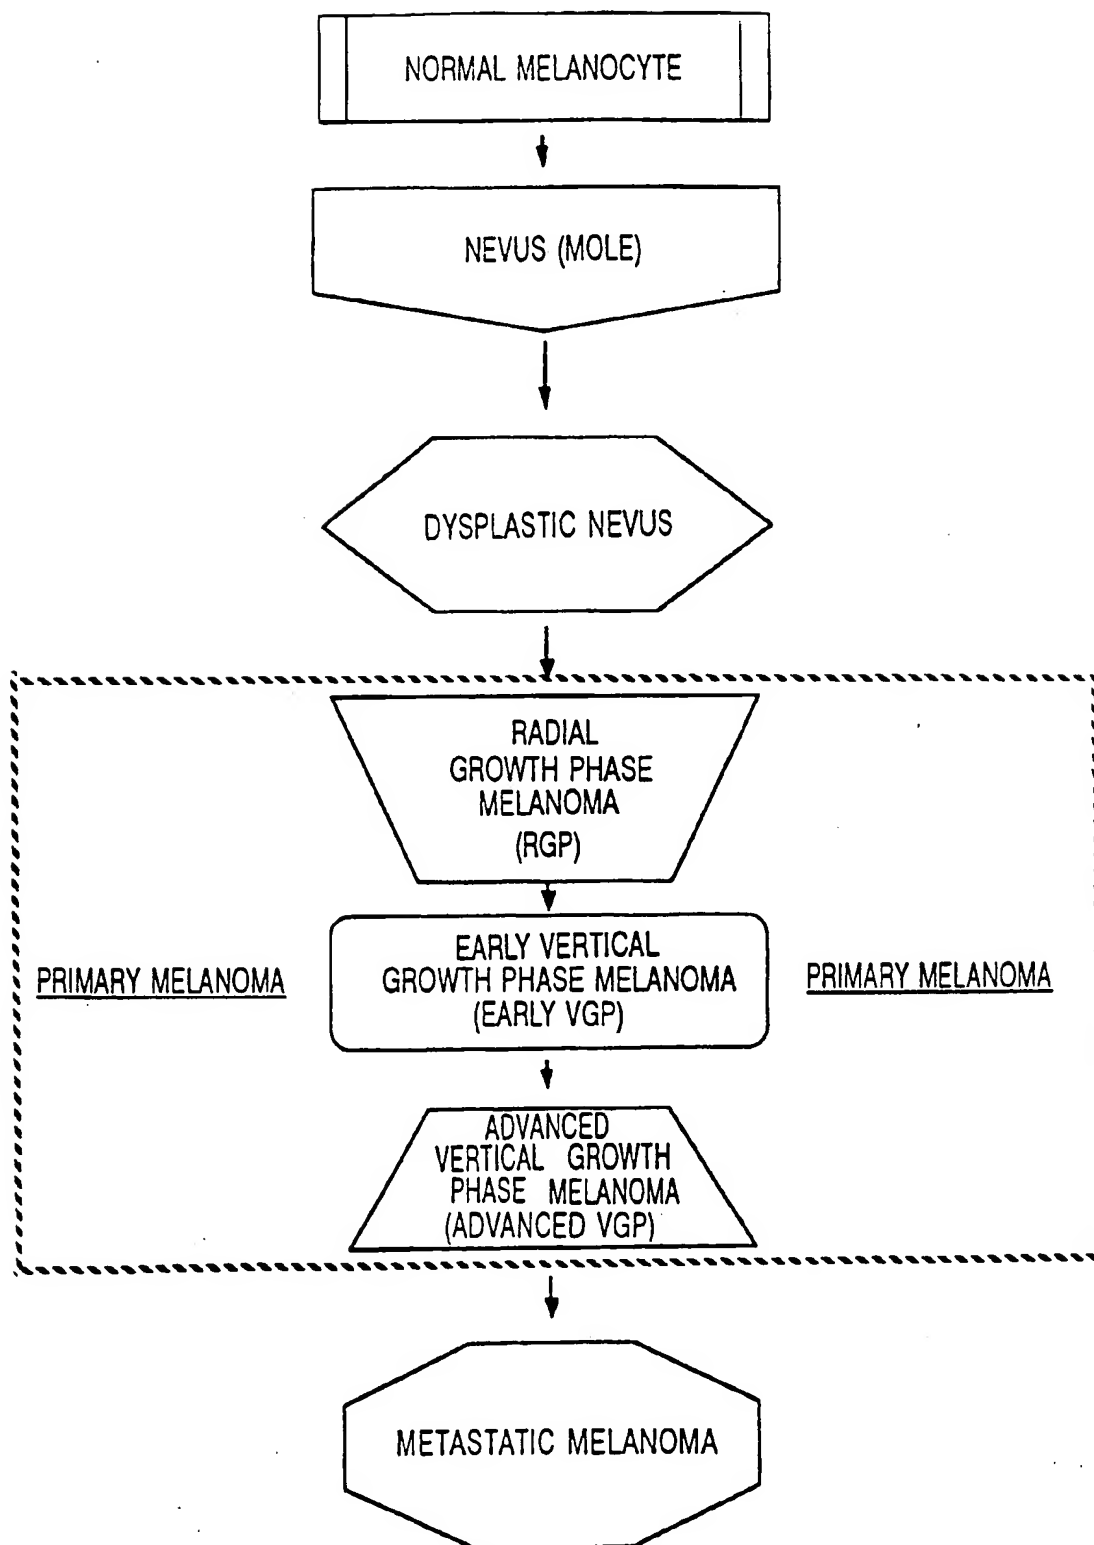 NORMAL MELANOCYTE
NEVUS (MOLE)
DYSPLASTIC NEVUS
RADIAL
GROWTH PHASE
MELANOMA
(RGP)
EARLY VERTICAL
PRIMARY MELANOMA
GROWTH PHASE MELANOMA
PRIMARY MELANOMA
(EARLY VGP)
ADVANCED
VERTICAL GROWTH
PHASE MELANOMA
(ADVANCED VGP)
METASTATIC MELANOMA